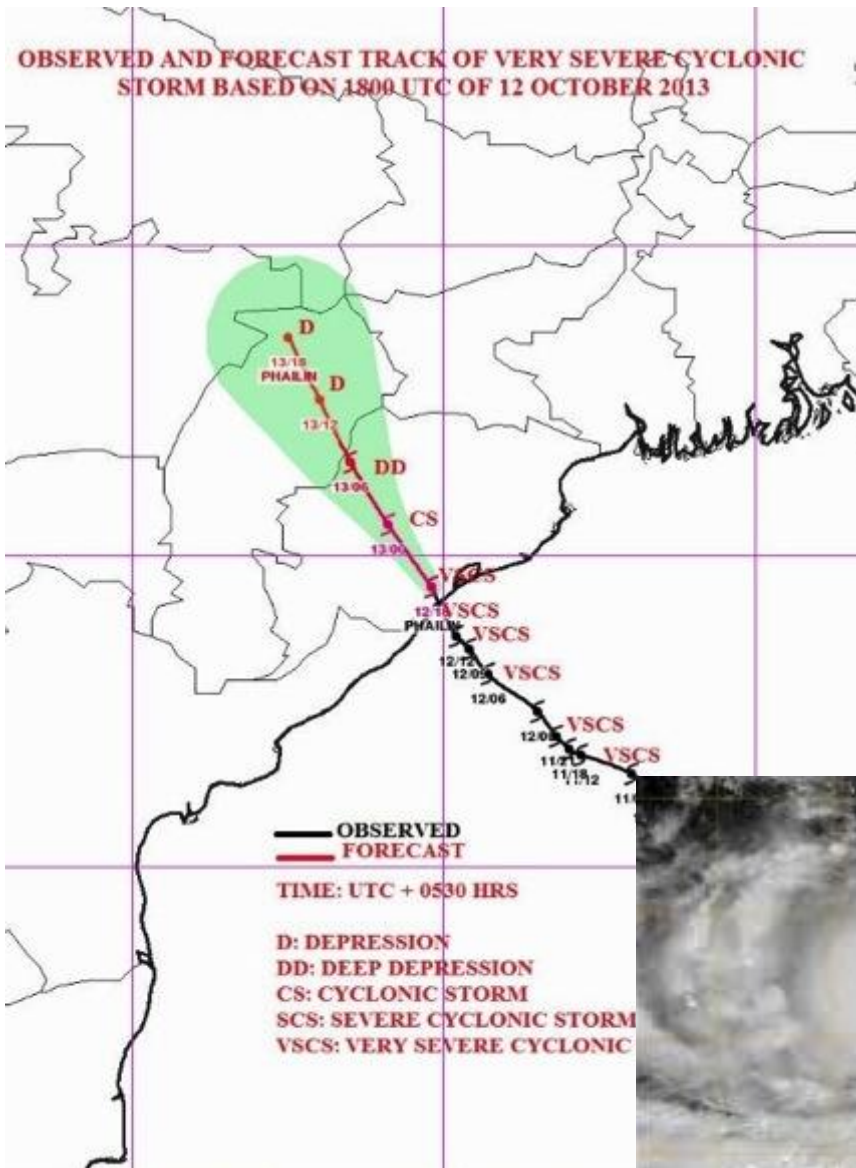 OBSERVED AND FORECAST TRACK OF VERY SEVERE CYCLONIC
STORM BASED ON 1800 UTC OF 12 OCTOBER 2013
D
13/18
PHAILIN
D
13/12
DD
13/06
CS
13/00
VSCS
12/18
VSCS
PHAILIN
VSCS
12/12
12/09
VSCS
12/06
VSCS
VSCS
11/18
OBSERVED
FORECAST
TIME: UTC + 0530 HRS
D: DEPRESSION
DD: DEEP DEPRESSION
CS: CYCLONIC STORM
SCS: SEVERE CYCLONIC STORM
VSCS: VERY SEVERE CYCLONIC